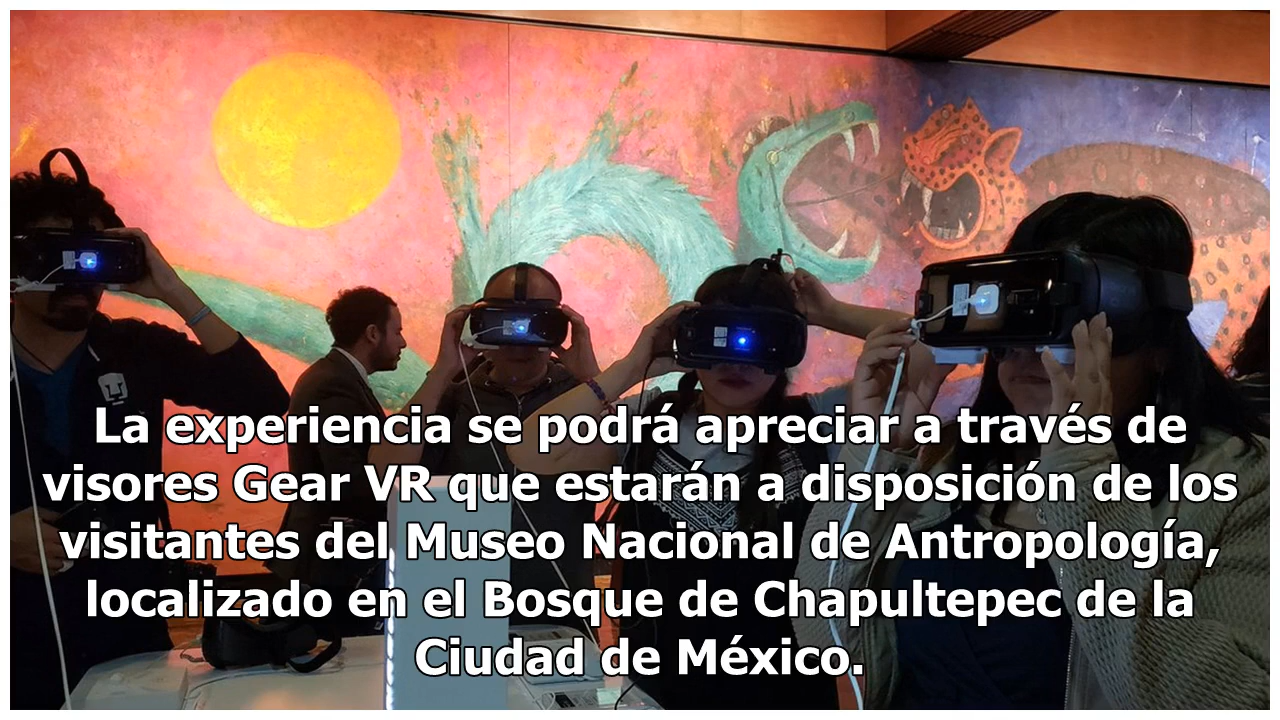 La experiencia se podrá apreciar a través de
visores Gear VR que estarán a disposición de los
visitantes del Museo Nacional de Antropología,
localizado en el Bosque de Chapultepec de la
Ciudad de México.